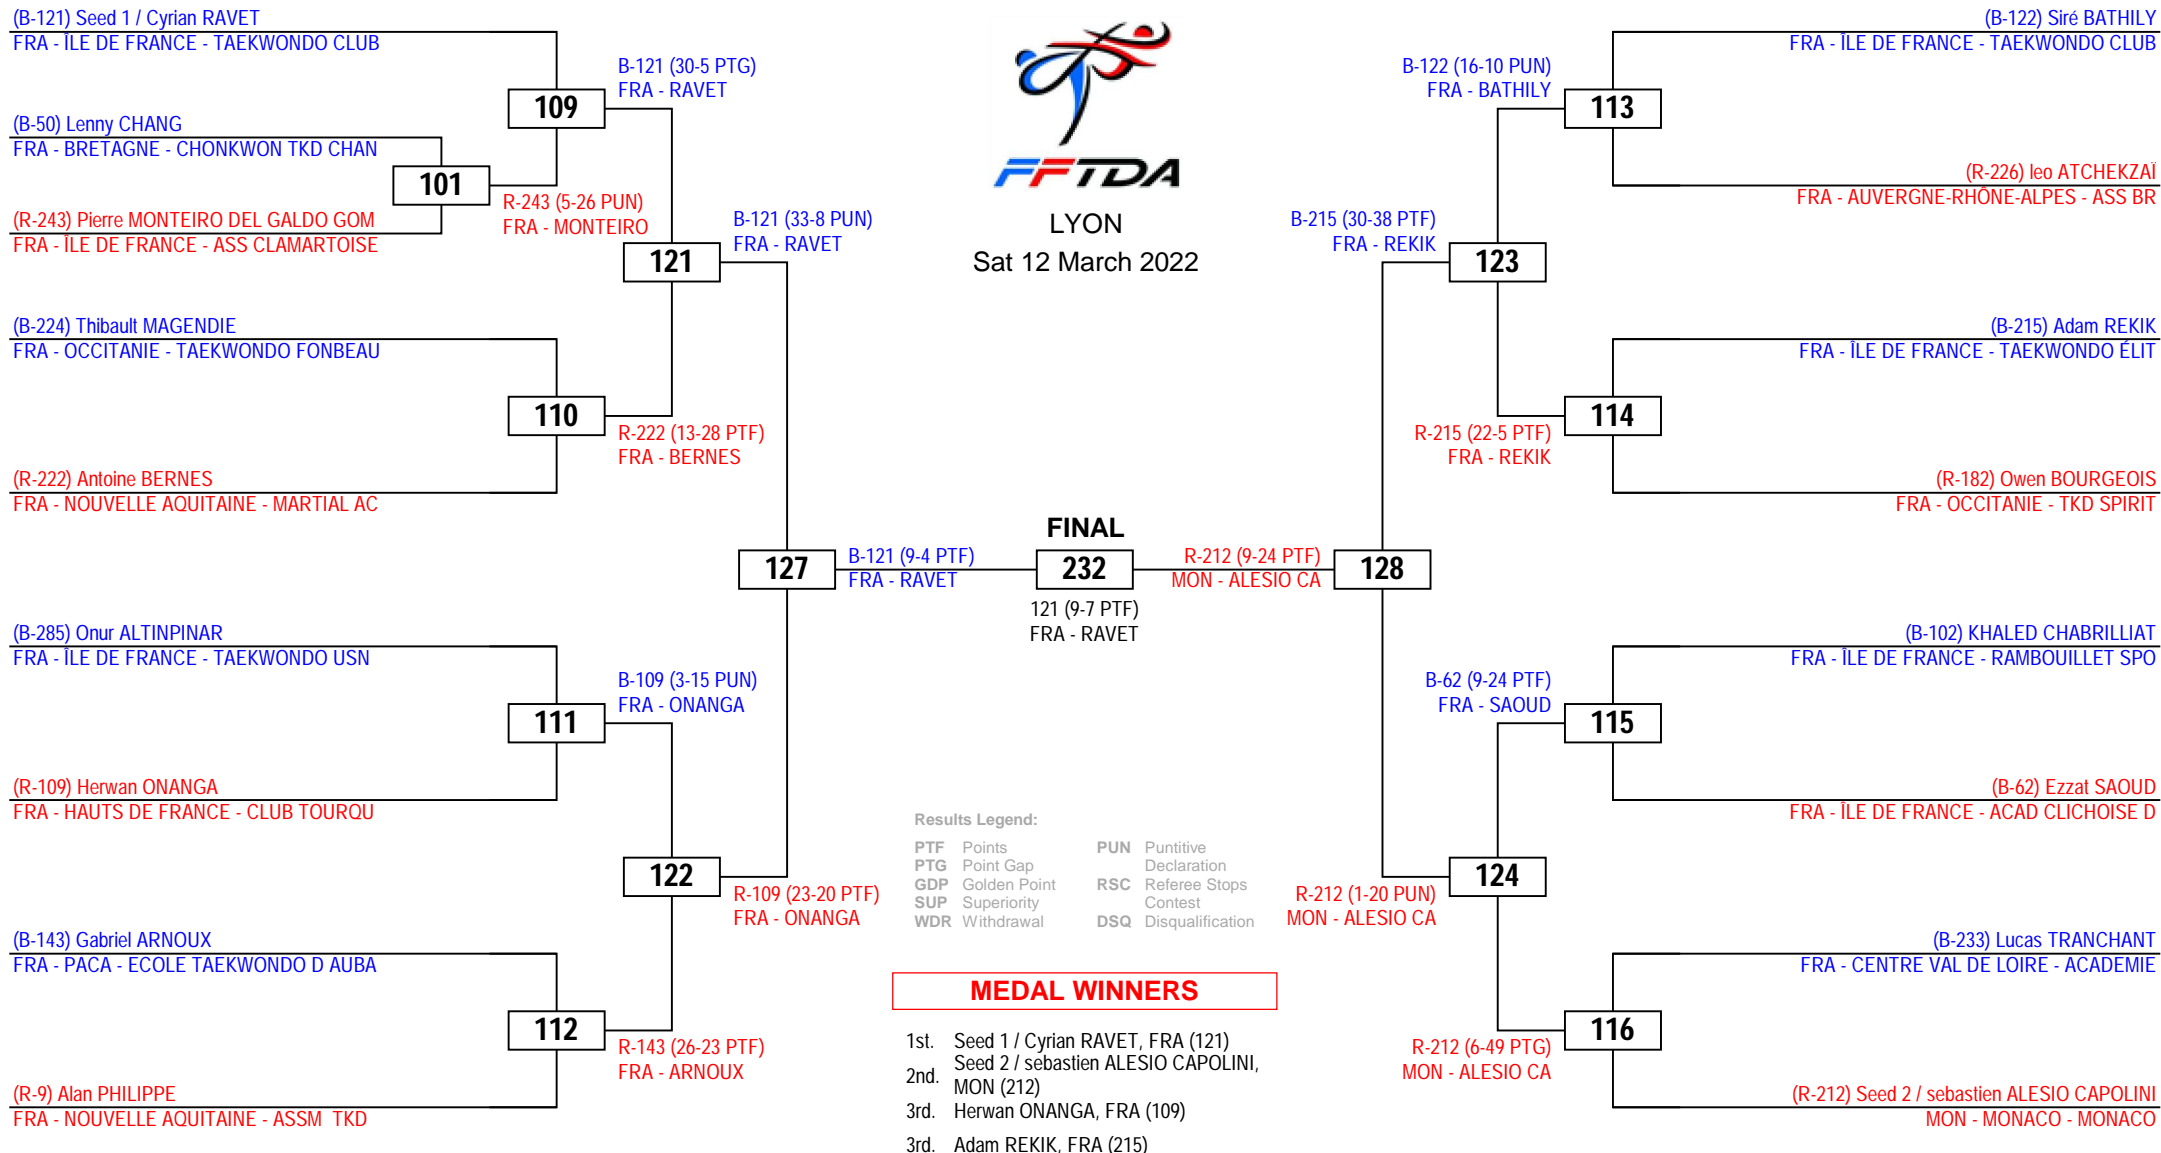 (B-121) Seed 1 / Cyrian RAVET
FRA - ÎLE DE FRANCE - TAEKWONDO CLUB
(B-50) Lenny CHANG
FRA - BRETAGNE - CHONKWON TKD CHAN
(R-243) Pierre MONTEIRO DEL GALDO GOM
FRA - ÎLE DE FRANCE - ASS CLAMARTOISE
(B-224) Thibault MAGENDIE
FRA - OCCITANIE - TAEKWONDO FONBEAU
(R-222) Antoine BERNES
FRA - NOUVELLE AQUITAINE - MARTIAL AC
(B-285) Onur ALTINPINAR
FRA - ÎLE DE FRANCE - TAEKWONDO USN
(R-109) Herwan ONANGA
FRA - HAUTS DE FRANCE - CLUB TOURQU
(B-143) Gabriel ARNOUX
FRA - PACA - ECOLE TAEKWONDO D AUBA
(R-9) Alan PHILIPPE
FRA - NOUVELLE AQUITAINE - ASSM  TKD
101
R-243 (5-26 PUN)
FRA - MONTEIRO
109
B-121 (30-5 PTG)
FRA - RAVET
110
R-222 (13-28 PTF)
FRA - BERNES
111
B-109 (3-15 PUN)
FRA - ONANGA
112
R-143 (26-23 PTF)
FRA - ARNOUX
121
B-121 (33-8 PUN)
FRA - RAVET
122
R-109 (23-20 PTF)
FRA - ONANGA
127
B-121 (9-4 PTF)
FRA - RAVET
FFTDA
LYON
Sat 12 March 2022
FINAL
232
121 (9-7 PTF)
FRA - RAVET
R-212 (9-24 PTF)
MON - ALESIO CA
128
B-215 (30-38 PTF)
FRA - REKIK
123
R-212 (1-20 PUN)
MON - ALESIO CA
124
B-122 (16-10 PUN)
FRA - BATHILY
113
R-215 (22-5 PTF)
FRA - REKIK
114
B-62 (9-24 PTF)
FRA - SAOUD
115
R-212 (6-49 PTG)
MON - ALESIO CA
116
(B-122) Siré BATHILY
FRA - ÎLE DE FRANCE - TAEKWONDO CLUB
(R-226) leo ATCHEKZAÏ
FRA - AUVERGNE-RHÔNE-ALPES - ASS BR
(B-215) Adam REKIK
FRA - ÎLE DE FRANCE - TAEKWONDO ÉLIT
(R-182) Owen BOURGEOIS
FRA - OCCITANIE - TKD SPIRIT
(B-102) KHALED CHABRILLIAT
FRA - ÎLE DE FRANCE - RAMBOUILLET SPO
(B-62) Ezzat SAOUD
FRA - ÎLE DE FRANCE - ACAD CLICHOISE D
(B-233) Lucas TRANCHANT
FRA - CENTRE VAL DE LOIRE - ACADEMIE
(R-212) Seed 2 / sebastien ALESIO CAPOLINI
MON - MONACO - MONACO
Results Legend:
PTF Points
PTG Point Gap
GDP Golden Point
SUP Superiority
WDR Withdrawal
PUN Puntitive
Declaration
RSC Referee Stops
Contest
DSQ Disqualification
MEDAL WINNERS
1st. Seed 1 / Cyrian RAVET, FRA (121)
2nd. Seed 2 / sebastien ALESIO CAPOLINI,
MON (212)
3rd. Herwan ONANGA, FRA (109)
3rd. Adam REKIK, FRA (215)